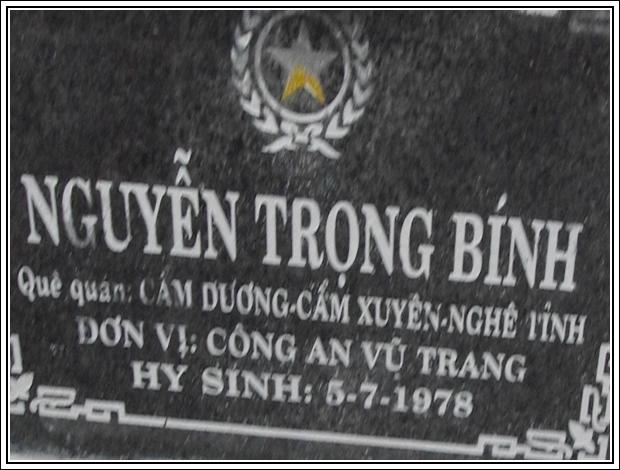 NGUYỄN TRỌNG BÍNH
Quê quán: CẨM DƯƠNG-CẨM XUYÊN-NGHỆ TĨNH
ĐƠN VỊ: CÔNG AN VŨ TRANG
HY SINH: 5-7-1978